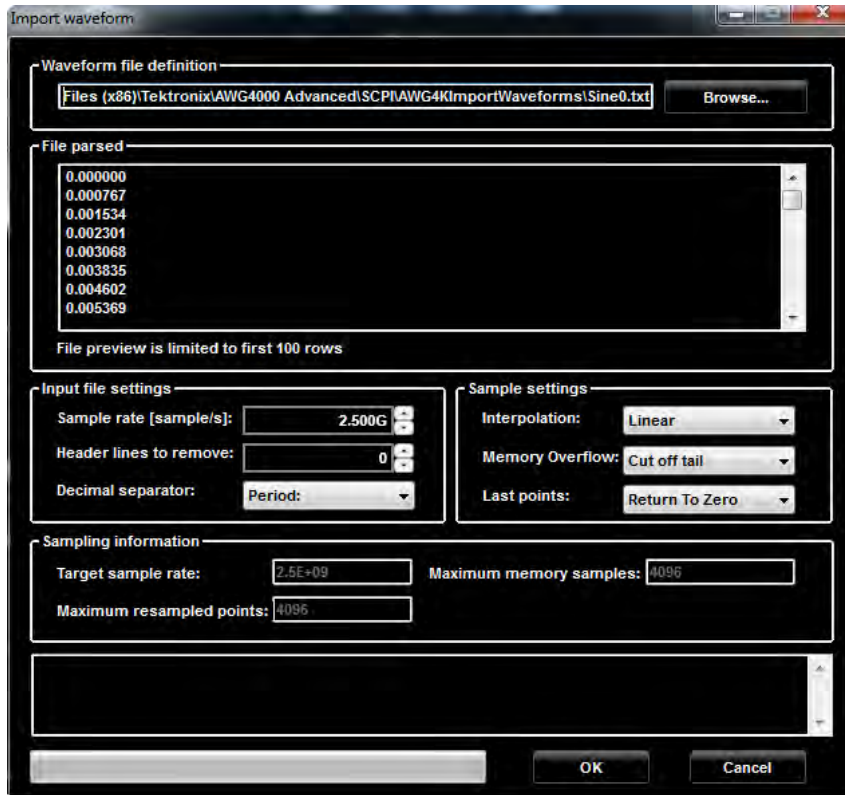 Import waveform
Waveform file definition
Files (x86)\Tektronix\AWG4000 Advanced\SCPI\AWG4KImportWaveforms\Sine0.txt
Browse...
File parsed
0.000000
0.000767
0.001534
0.002301
0.003068
0.003835
0.004602
0.005369
File preview is limited to first 100 rows
Input file settings
Sample rate [sample/s]: 2.500G
Header lines to remove: 0
Decimal separator: Period:
Sample settings
Interpolation: Linear
Memory Overflow: Cut off tail
Last points: Return To Zero
Sampling information
Target sample rate: 2.5E+09
Maximum memory samples: 4096
Maximum resampled points: 4096
OK
Cancel